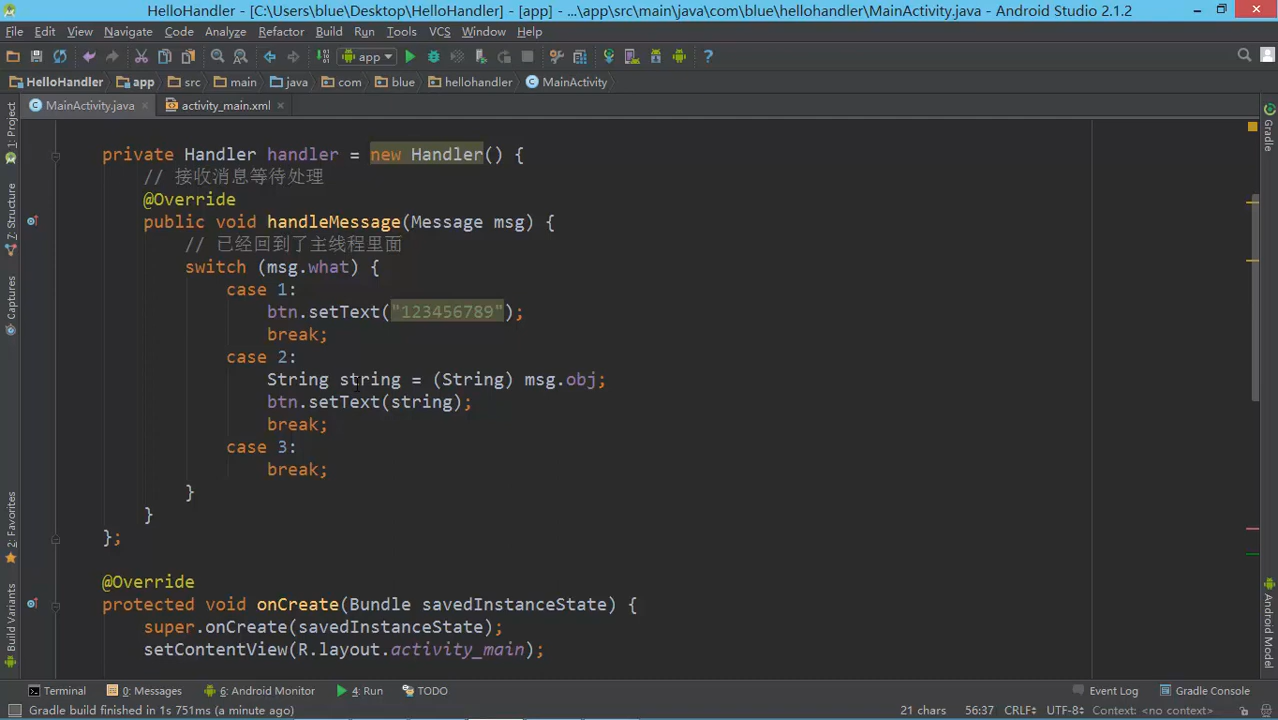 HelloHandler - [C:\Users\blue\Desktop\HelloHandler] - [app] - ...\app\src\main\java\com\blue\hellohandler\MainActivity.java - Android Studio 2.1.2
File Edit View Navigate Code Analyze Refactor Build Run Tools VCS Window Help
app
HelloHandler app src main java com blue hellohandler MainActivity
MainActivity.java activity_main.xml
1: Project
7: Structure
Captures
2: Favorites
Build Variants
private Handler handler = new Handler() {
// 接收消息等待处理
@Override
public void handleMessage(Message msg) {
// 已经回到了主线程里面
switch (msg.what) {
case 1:
btn.setText("123456789");
break;
case 2:
String string = (String) msg.obj;
btn.setText(string);
break;
case 3:
break;
}
}
};
@Override
protected void onCreate(Bundle savedInstanceState) {
super.onCreate(savedInstanceState);
setContentView(R.layout.activity_main);
Gradle
Android Model
Terminal 0: Messages 6: Android Monitor 4: Run TODO Event Log Gradle Console
Gradle build finished in 1s 751ms (a minute ago) 21 chars 56:37 CRLF÷ UTF-8÷ Context: <no context>